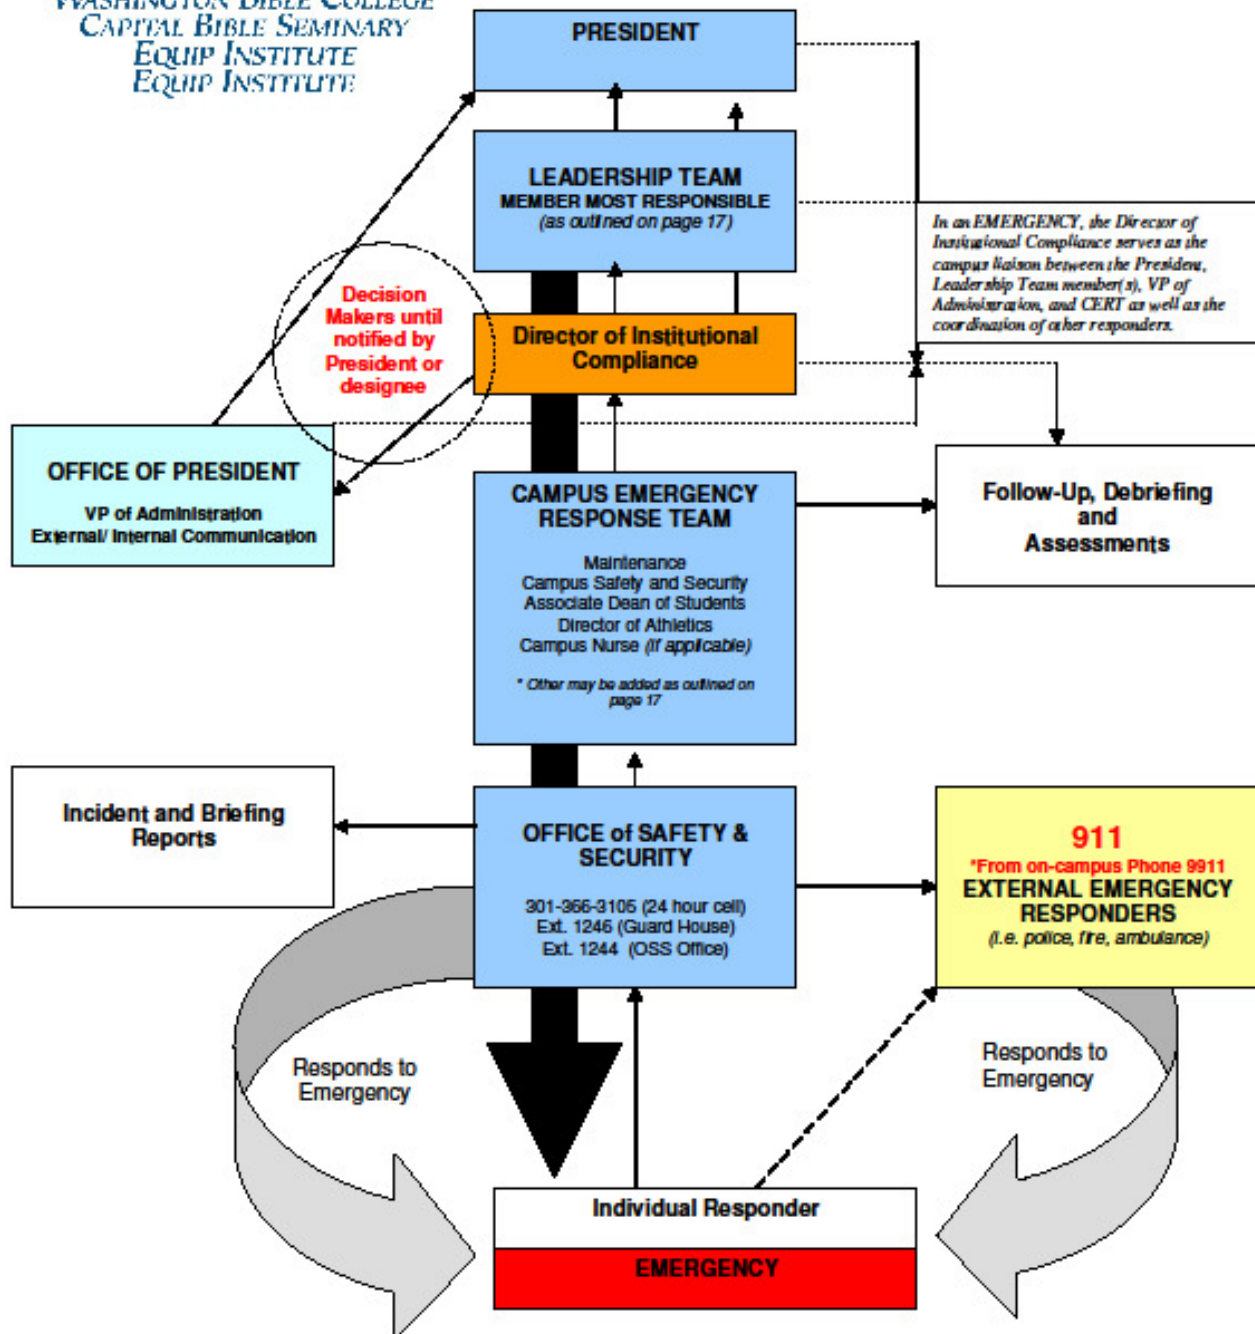 WASHINGTON BIBLE COLLEGE
CAPITAL BIBLE SEMINARY
EQUIP INSTITUTE
EQUIP INSTITUTE
PRESIDENT
LEADERSHIP TEAM
MEMBER MOST RESPONSIBLE
(as outlined on page 17)
In an EMERGENCY, the Director of
Institutional Compliance serves as the
campus liaison between the President,
Leadership Team member(s), VP of
Administration, and CERT as well as the
coordination of other responders.
Decision
Makers until
notified by
President or
designee
Director of Institutional
Compliance
OFFICE OF PRESIDENT
VP of Administration
External/ Internal Communication
CAMPUS EMERGENCY
RESPONSE TEAM
Maintenance
Campus Safety and Security
Associate Dean of Students
Director of Athletics
Campus Nurse (if applicable)
* Other may be added as outlined on
page 17
Follow-Up, Debriefing
and
Assessments
Incident and Briefing
Reports
OFFICE of SAFETY &
SECURITY
301-366-3105 (24 hour cell)
Ext. 1246 (Guard House)
Ext. 1244 (OSS Office)
911
*From on-campus Phone 9911
EXTERNAL EMERGENCY
RESPONDERS
(i.e. police, fire, ambulance)
Responds to
Emergency
Responds to
Emergency
Individual Responder
EMERGENCY